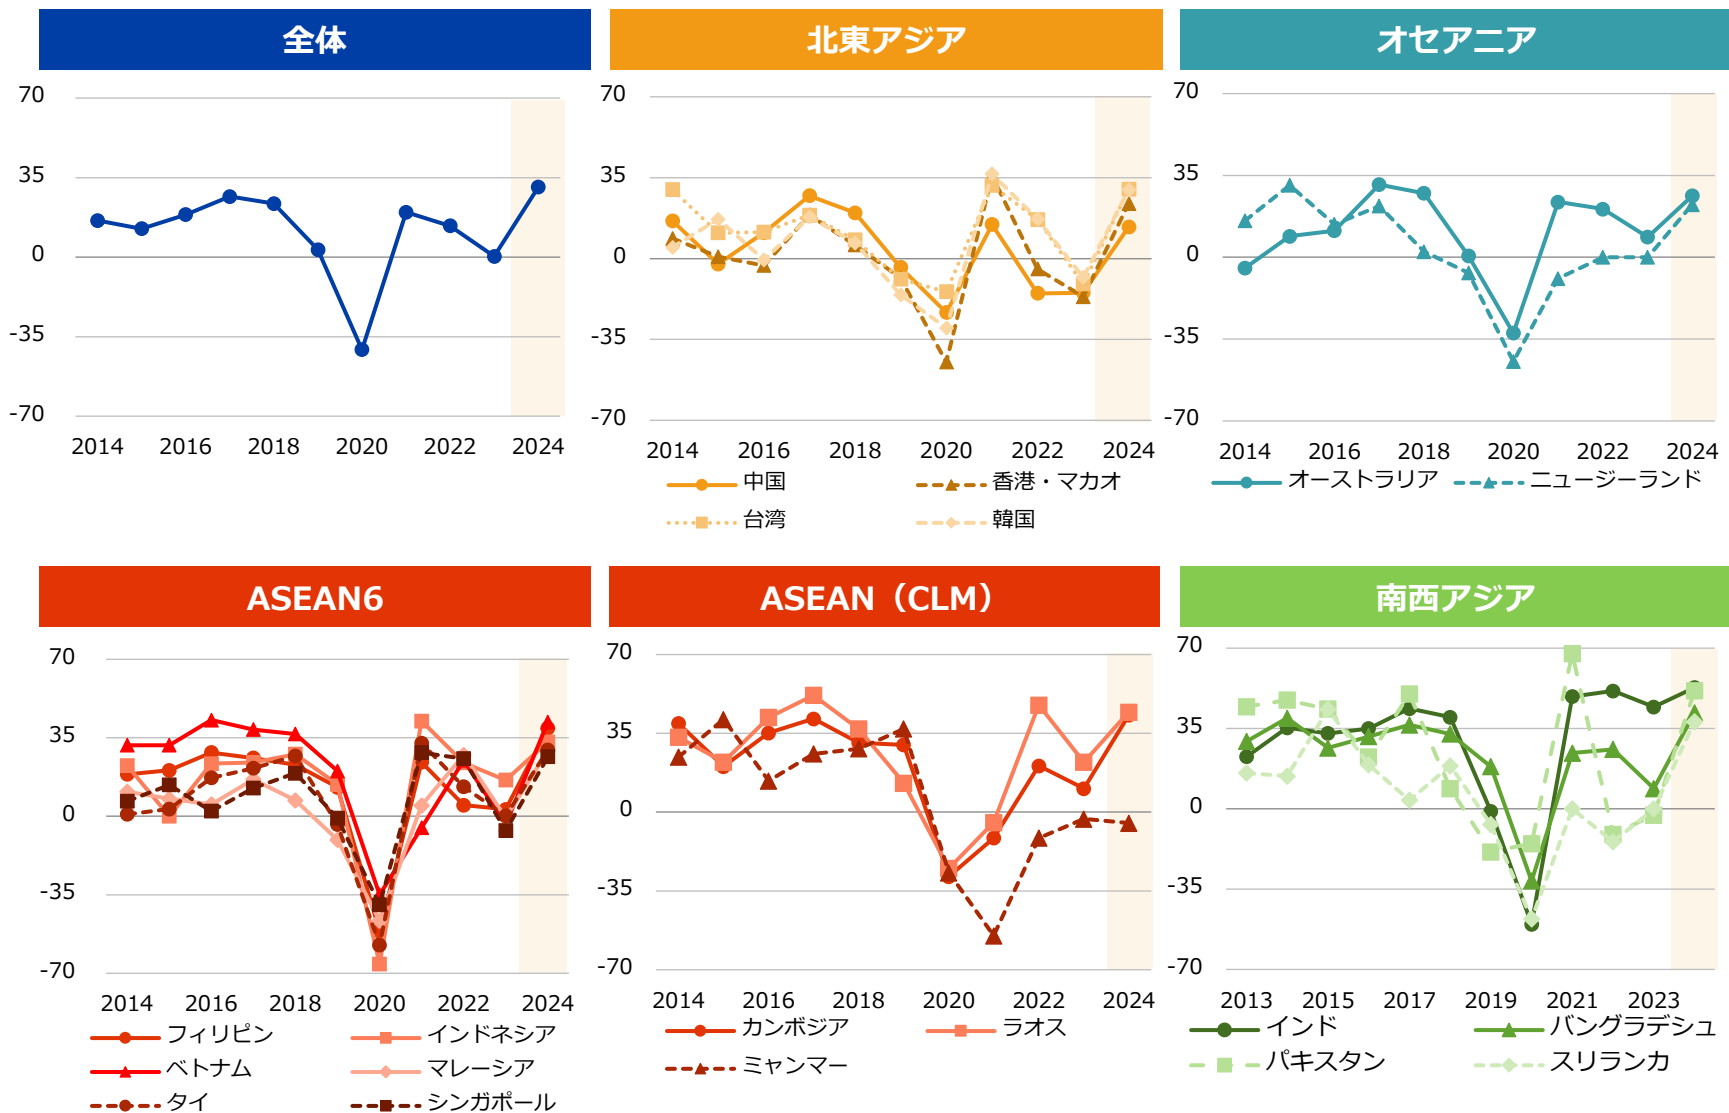 全体
70
35
0
-35
-70
2014 2016 2018 2020 2022 2024
北東アジア
70
35
0
-35
-70
2014 2016 2018 2020 2022 2024
中国 香港・マカオ
台湾 韓国
オセアニア
70
35
0
-35
-70
2014 2016 2018 2020 2022 2024
オーストラリア ニュージーランド
ASEAN6
70
35
0
-35
-70
2014 2016 2018 2020 2022 2024
フィリピン インドネシア
ベトナム マレーシア
タイ シンガポール
ASEAN（CLM）
70
35
0
-35
-70
2014 2016 2018 2020 2022 2024
カンボジア ラオス
ミャンマー
南西アジア
70
35
0
-35
-70
2013 2015 2017 2019 2021 2023
インド バングラデシュ
パキスタン スリランカ